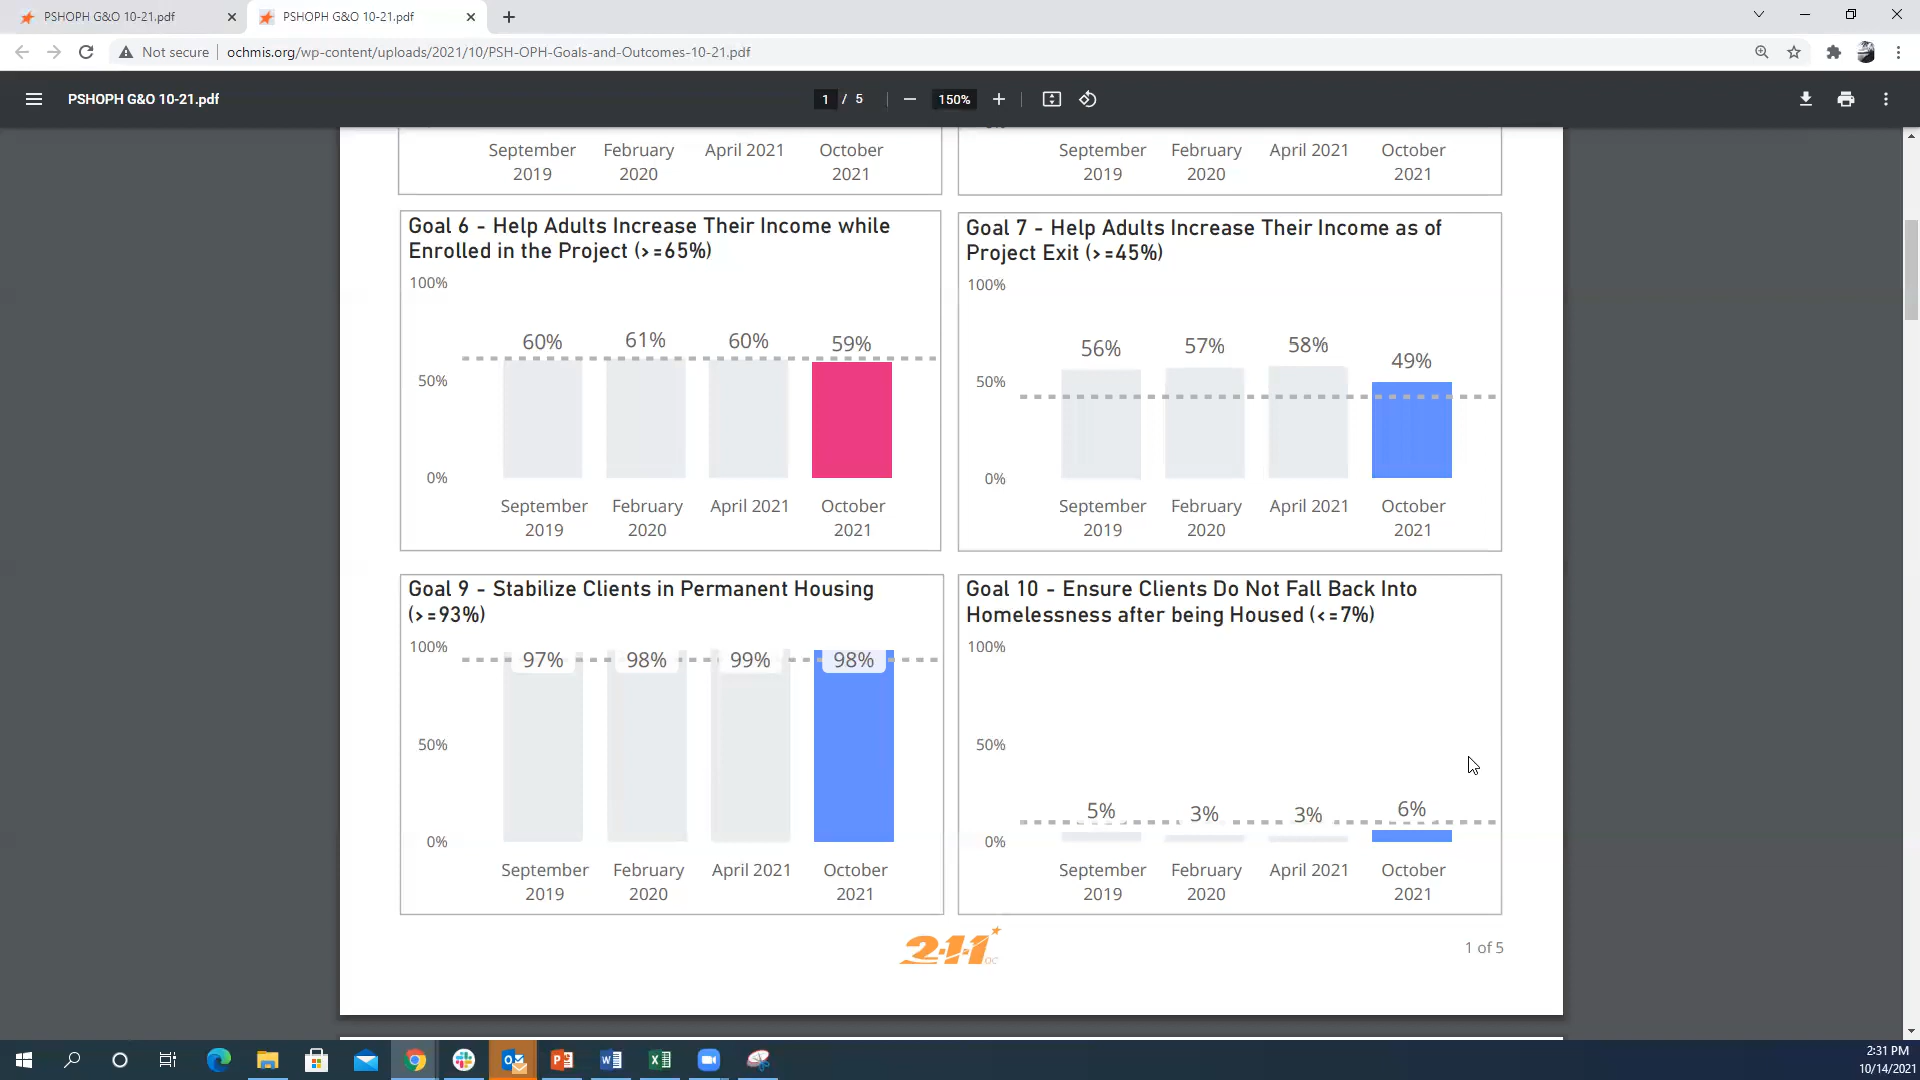 PSHOPH G&O 10-21.pdf
PSHOPH G&O 10-21.pdf
Not secure
ochmis.org/wp-content/uploads/2021/10/PSH-OPH-Goals-and-Outcomes-10-21.pdf
PSHOPH G&O 10-21.pdf
1 / 5
150%
September February April 2021 October
2019 2020 2021
September February April 2021 October
2019 2020 2021
Goal 6 - Help Adults Increase Their Income while
Enrolled in the Project (>=65%)
100%
60% 61% 60% 59%
50%
0%
September February April 2021 October
2019 2020 2021
Goal 7 - Help Adults Increase Their Income as of
Project Exit (>=45%)
100%
56% 57% 58% 49%
50%
0%
September February April 2021 October
2019 2020 2021
Goal 9 - Stabilize Clients in Permanent Housing
(>=93%)
100%
97% 98% 99% 98%
50%
0%
September February April 2021 October
2019 2020 2021
Goal 10 - Ensure Clients Do Not Fall Back Into
Homelessness after being Housed (<=7%)
100%
50%
5% 3% 3% 6%
0%
September February April 2021 October
2019 2020 2021
2·1·1 OC
1 of 5
2:31 PM
10/14/2021